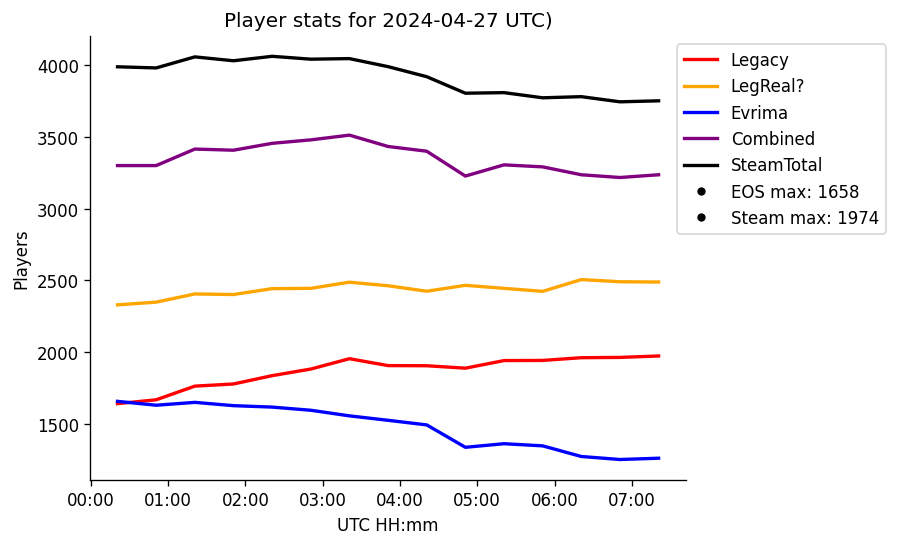 Player stats for 2024-04-27 UTC)
4000
3500
3000
2500
2000
1500
Players
00:00 01:00 02:00 03:00 04:00 05:00 06:00 07:00
UTC HH:mm
Legacy
LegReal?
Evrima
Combined
SteamTotal
EOS max: 1658
Steam max: 1974